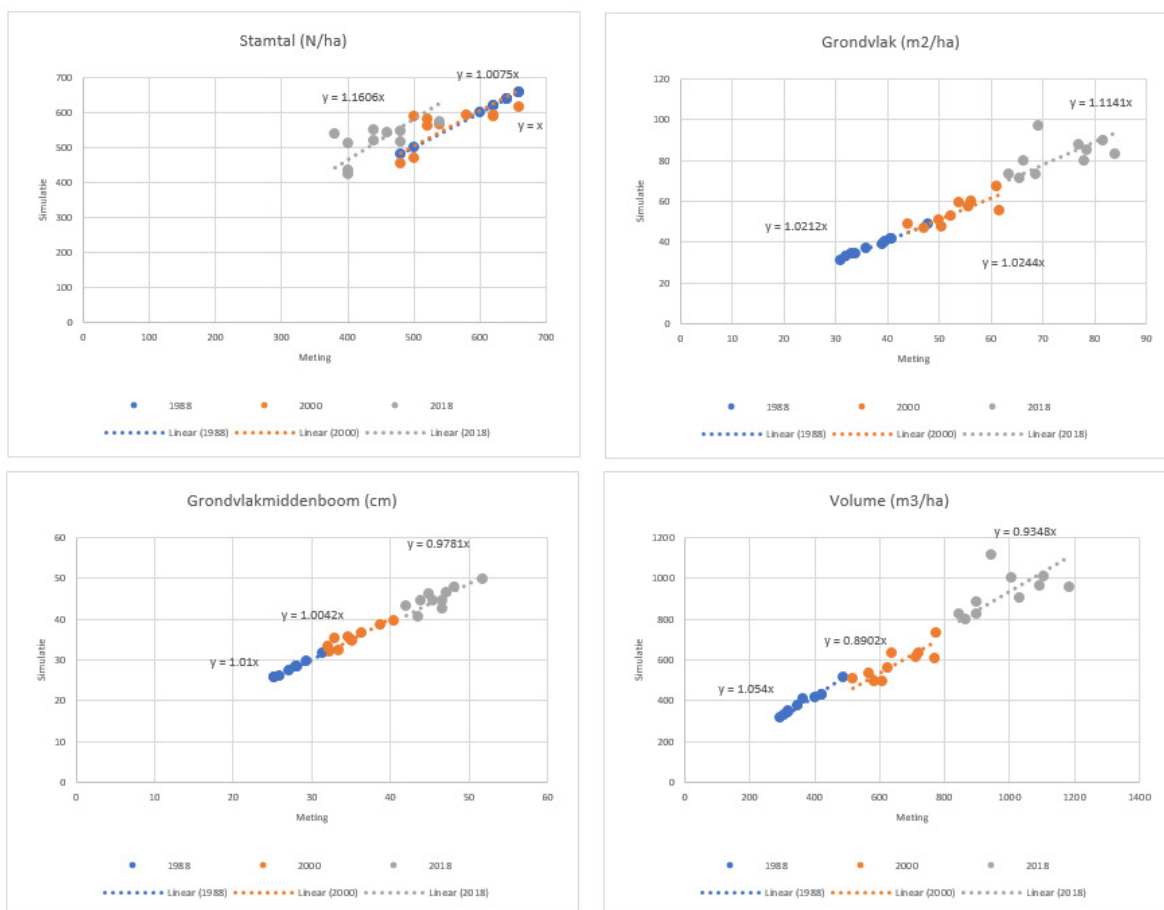 Stamtal (N/ha)
y = 1.0075x
y = 1.1606x
y = x
700
600
500
400
300
200
100
0
Simulatie
0 100 200 300 400 500 600 700
Meting
1988 2000 2018
Linear (1988) Linear (2000) Linear (2018)
Grondvlak (m2/ha)
y = 1.1141x
y = 1.0212x
y = 1.0244x
120
100
80
60
40
20
0
Simulatie
0 10 20 30 40 50 60 70 80 90
Meting
1988 2000 2018
Linear (1988) Linear (2000) Linear (2018)
Grondvlakmiddenboom (cm)
y = 0.9781x
y = 1.0042x
y = 1.01x
60
50
40
30
20
10
0
Simulatie
0 10 20 30 40 50 60
Meting
1988 2000 2018
Linear (1988) Linear (2000) Linear (2018)
Volume (m3/ha)
y = 0.9348x
y = 0.8902x
y = 1.054x
1200
1000
800
600
400
200
0
Simulatie
0 200 400 600 800 1000 1200 1400
Meting
1988 2000 2018
Linear (1988) Linear (2000) Linear (2018)